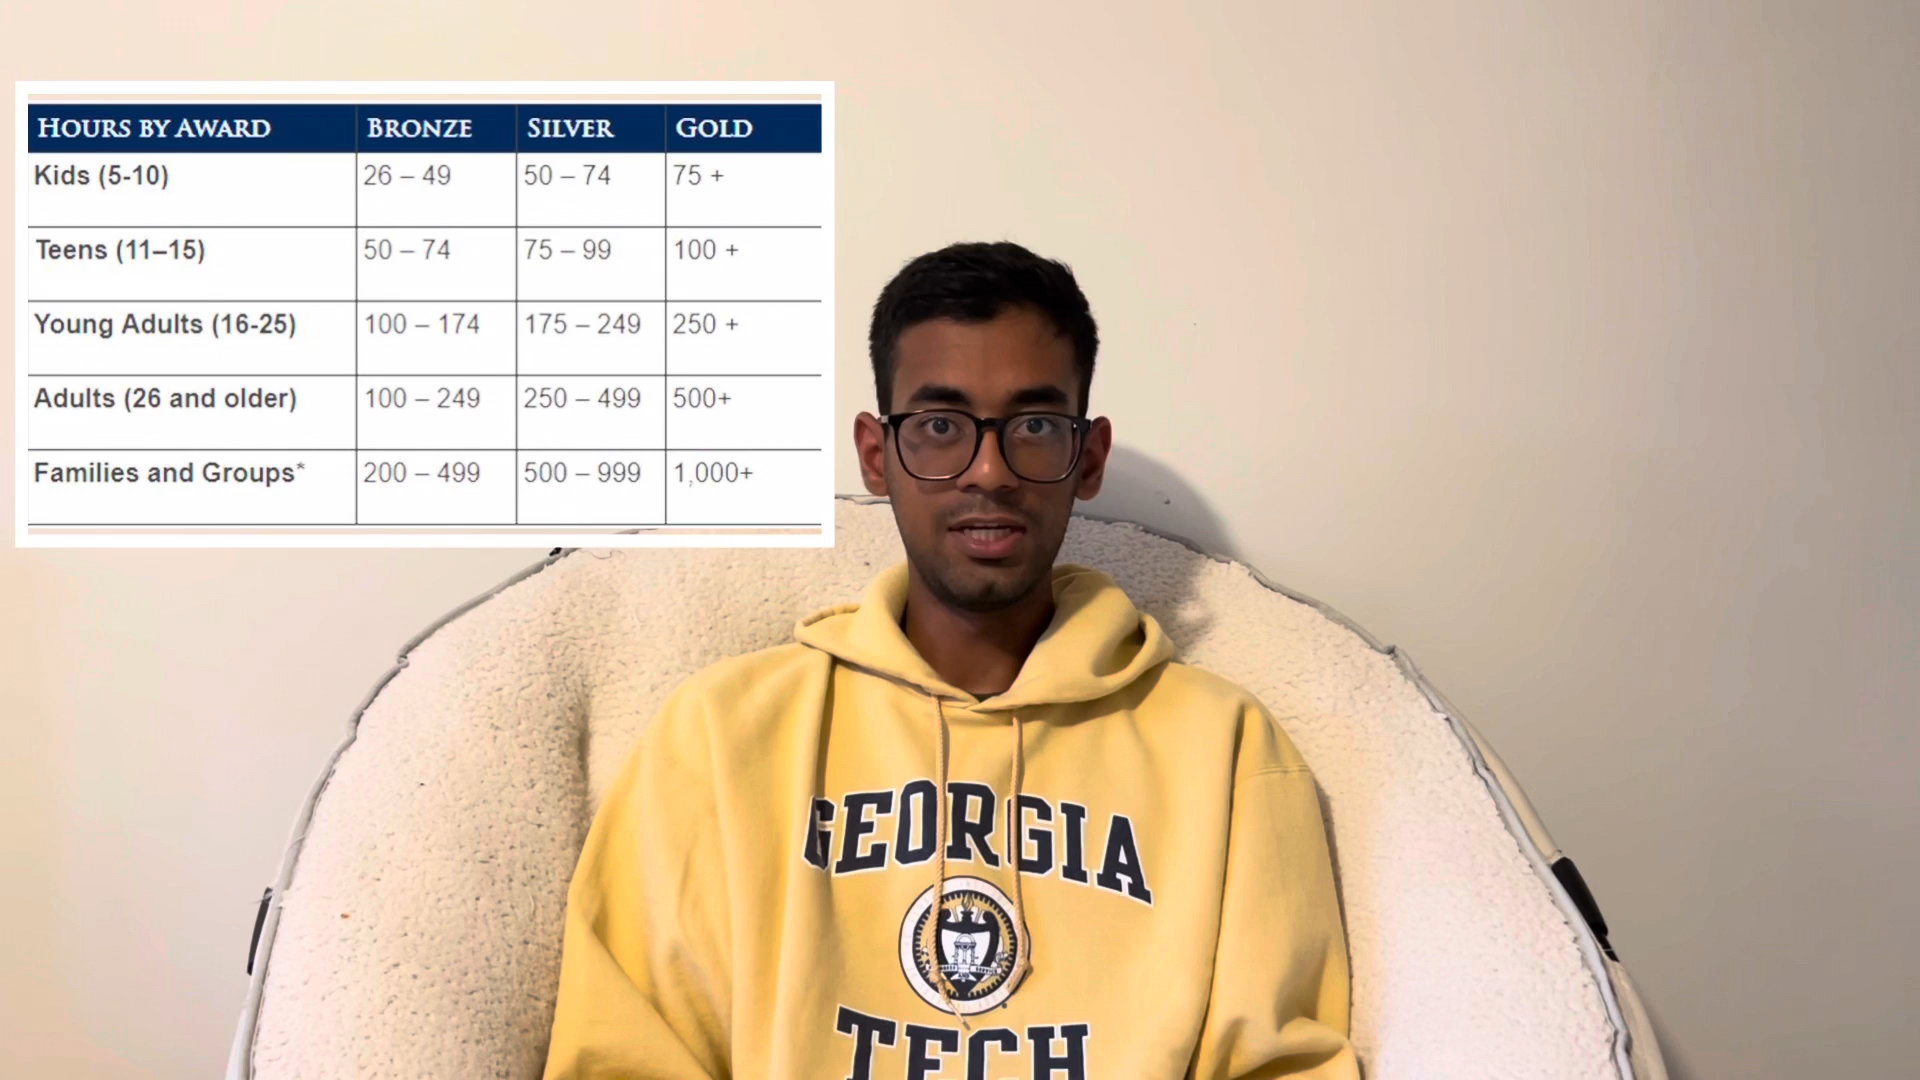 HOURS BY AWARD BRONZE SILVER GOLD
Kids (5-10) 26 – 49 50 – 74 75 +
Teens (11–15) 50 – 74 75 – 99 100 +
Young Adults (16-25) 100 – 174 175 – 249 250 +
Adults (26 and older) 100 – 249 250 – 499 500+
Families and Groups* 200 – 499 500 – 999 1,000+
GEORGIA
TECH